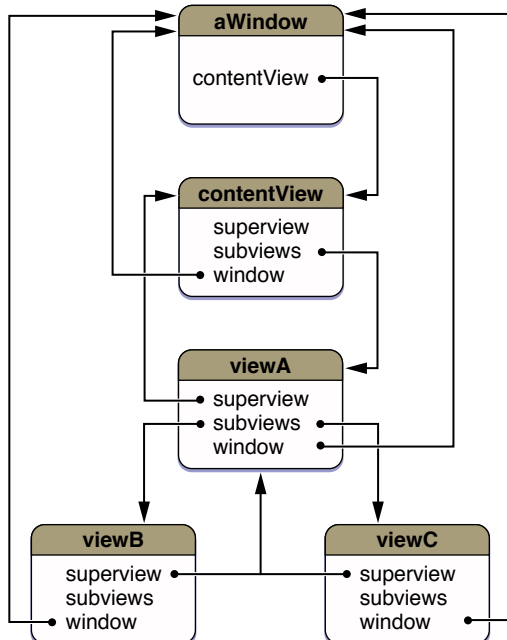 aWindow
contentView
contentView
superview
subviews
window
viewA
superview
subviews
window
viewB
superview
subviews
window
viewC
superview
subviews
window